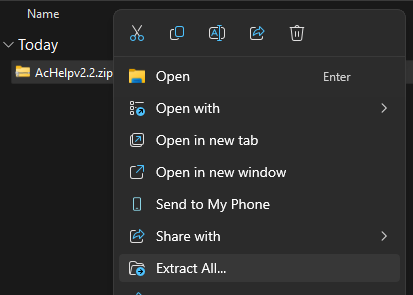 Name
Today
AcHelpv2.2.zip
Open Enter
Open with
Open in new tab
Open in new window
Send to My Phone
Share with
Extract All...